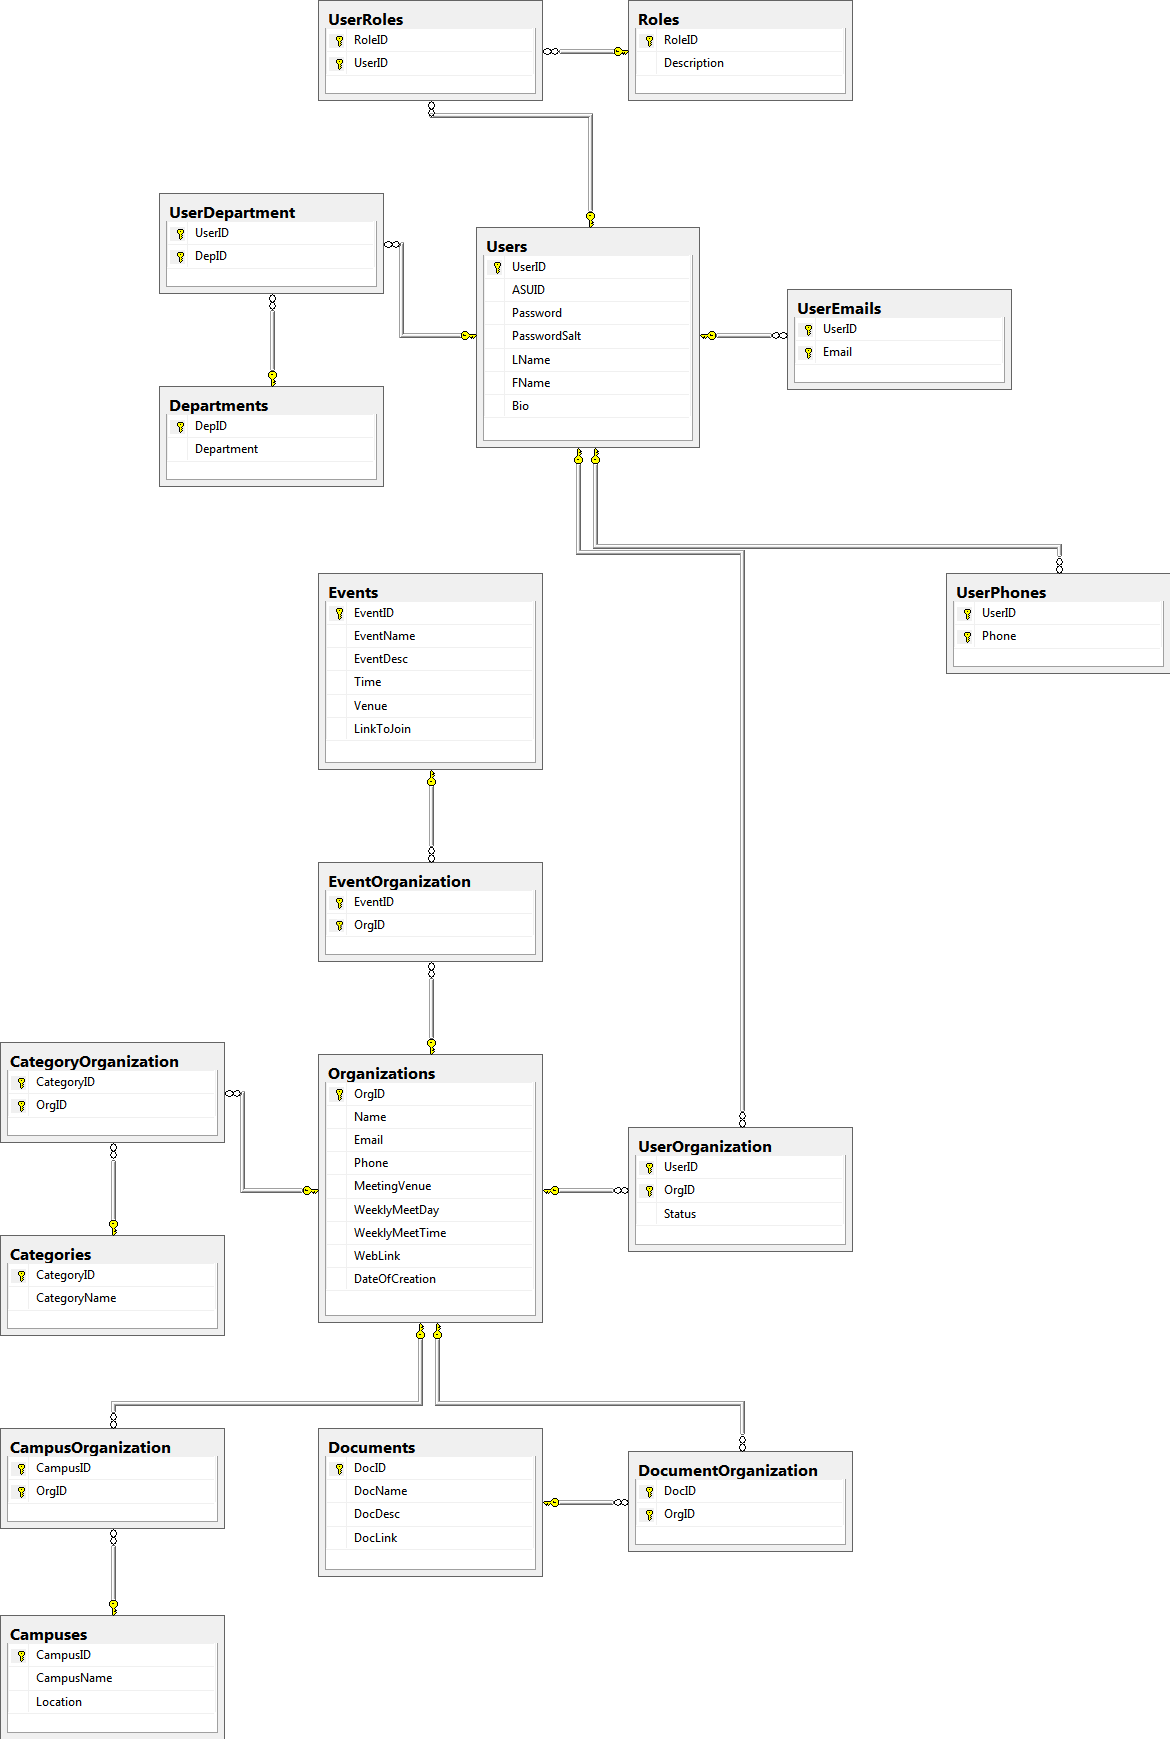 UserRoles
RoleID
UserID
Roles
RoleID
Description
UserDepartment
UserID
DepID
Users
UserID
ASUID
Password
PasswordSalt
LName
FName
Bio
UserEmails
UserID
Email
Departments
DepID
Department
Events
EventID
EventName
EventDesc
Time
Venue
LinkToJoin
UserPhones
UserID
Phone
EventOrganization
EventID
OrgID
CategoryOrganization
CategoryID
OrgID
Organizations
OrgID
Name
Email
Phone
MeetingVenue
WeeklyMeetDay
WeeklyMeetTime
WebLink
DateOfCreation
UserOrganization
UserID
OrgID
Status
Categories
CategoryID
CategoryName
CampusOrganization
CampusID
OrgID
Documents
DocID
DocName
DocDesc
DocLink
DocumentOrganization
DocID
OrgID
Campuses
CampusID
CampusName
Location